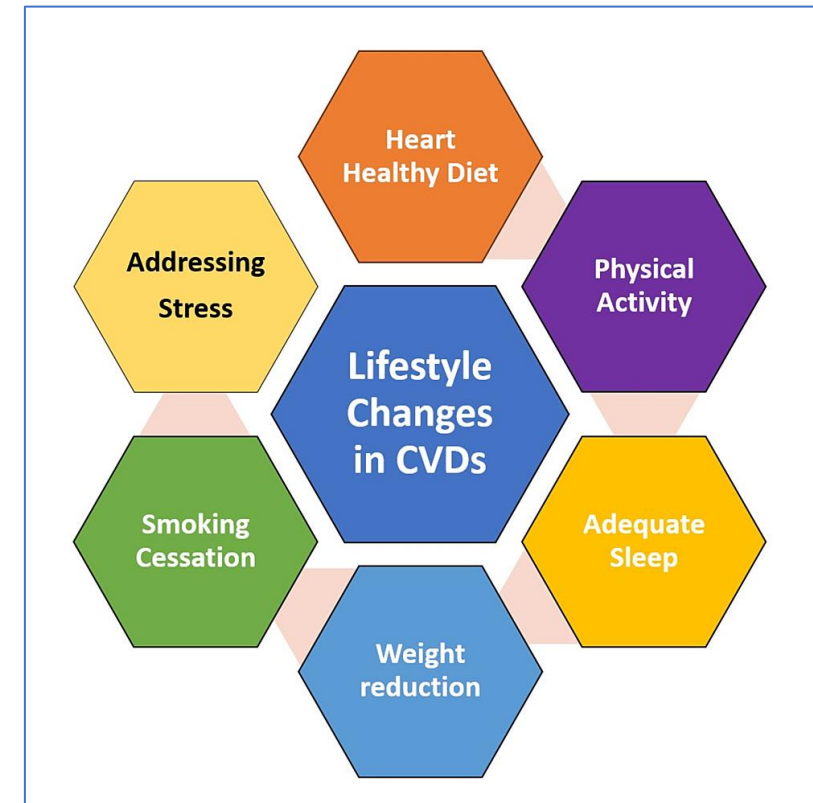 Heart
Healthy Diet
Physical
Activity
Adequate
Sleep
Weight
reduction
Smoking
Cessation
Addressing
Stress
Lifestyle
Changes
in CVDs